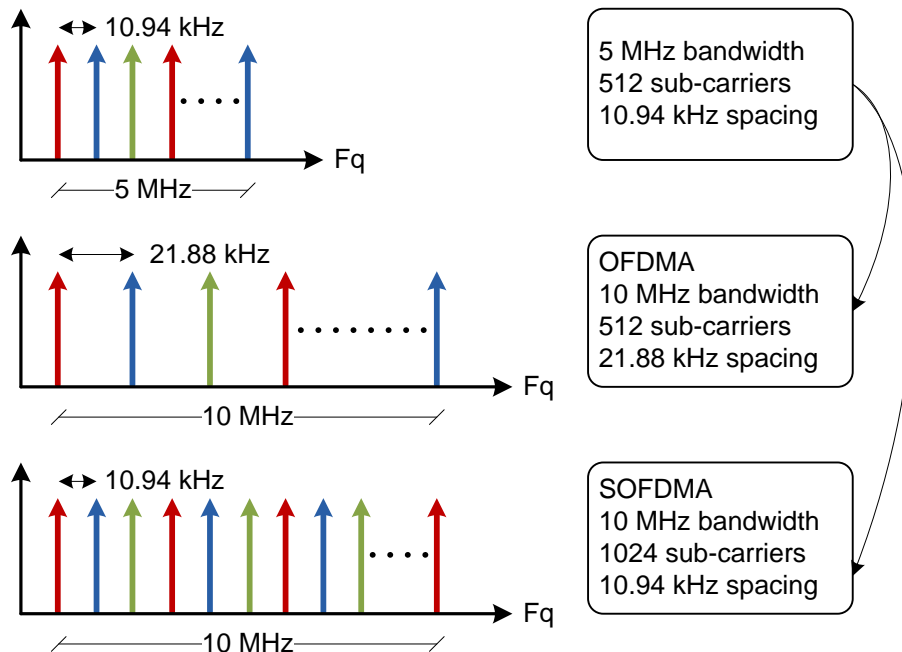 10.94 kHz
Fq
5 MHz
5 MHz bandwidth
512 sub-carriers
10.94 kHz spacing
21.88 kHz
Fq
10 MHz
OFDMA
10 MHz bandwidth
512 sub-carriers
21.88 kHz spacing
10.94 kHz
Fq
10 MHz
SOFDMA
10 MHz bandwidth
1024 sub-carriers
10.94 kHz spacing